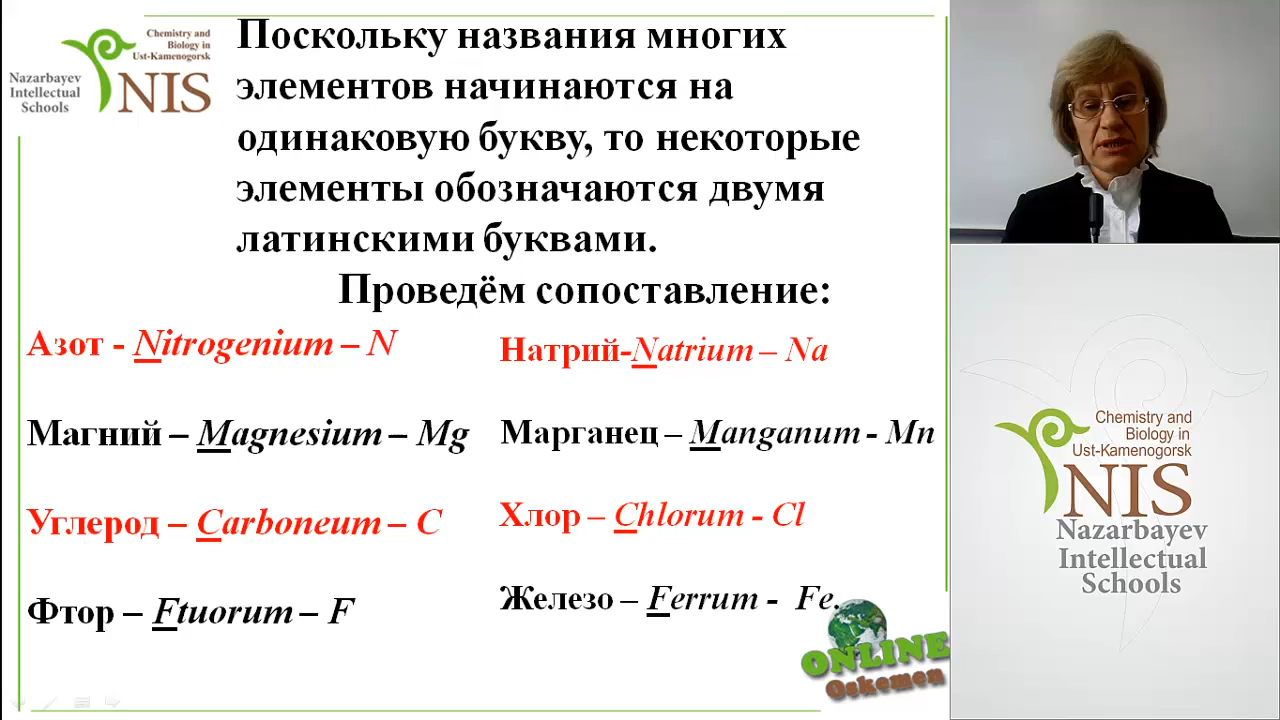 Chemistry and
Biology in
Ust-Kamenogorsk
Nazarbayev
Intellectual
Schools
NIS
Поскольку названия многих
элементов начинаются на
одинаковую букву, то некоторые
элементы обозначаются двумя
латинскими буквами.
Проведём сопоставление:
Азот - Nitrogenium – N
Натрий-Natrium – Na
Магний – Magnesium – Mg
Марганец – Manganum - Mn
Углерод – Carboneum – C
Хлор – Chlorum - Cl
Фтор – Ftuorum – F
Железо – Ferrum - Fe.
ONLINE
Oskemen
Chemistry and
Biology in
Ust-Kamenogorsk
NIS
Nazarbayev
Intellectual
Schools